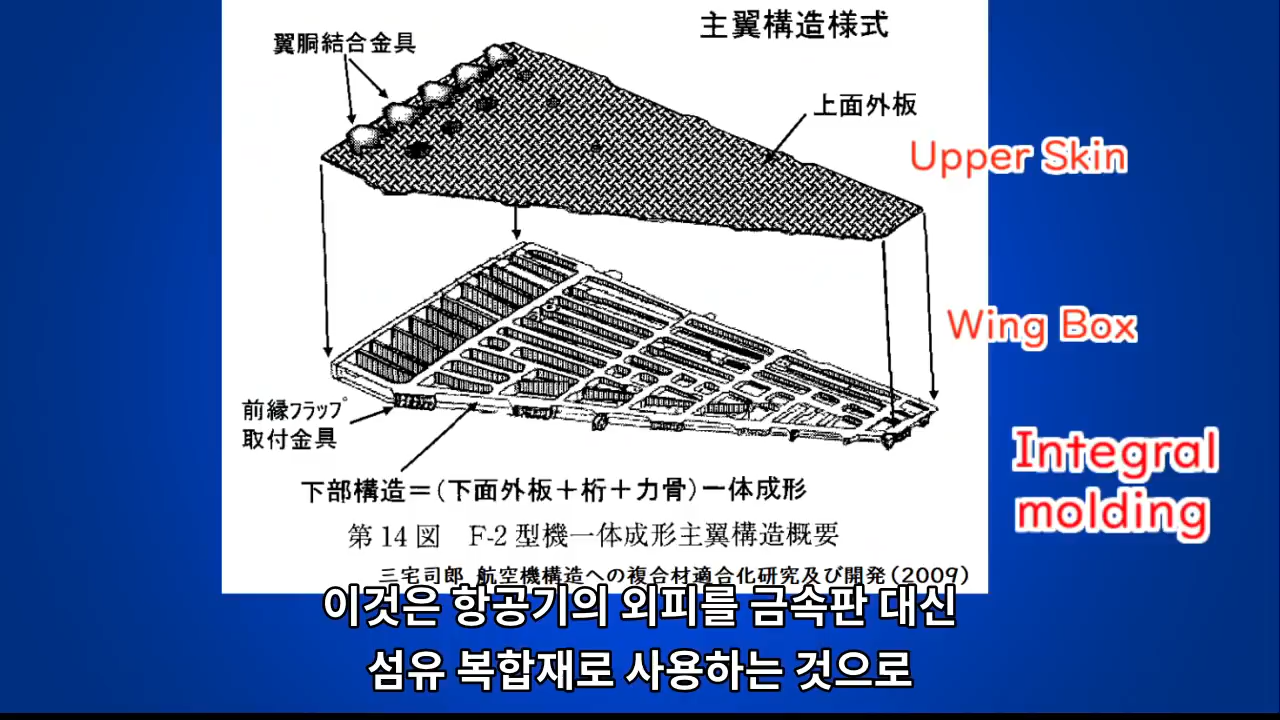 主翼構造様式
翼胴結合金具
上面外板
Upper Skin
Wing Box
前縁フラップ
取付金具
Integral
molding
下部構造=(下面外板+桁+力骨)一体成形
第14図 F-2型機一体成形主翼構造概要
三宅司郎 航空機構造への複合材適合化研究及び開発(2009)
이것은 항공기의 외피를 금속판 대신
섬유 복합재로 사용하는 것으로